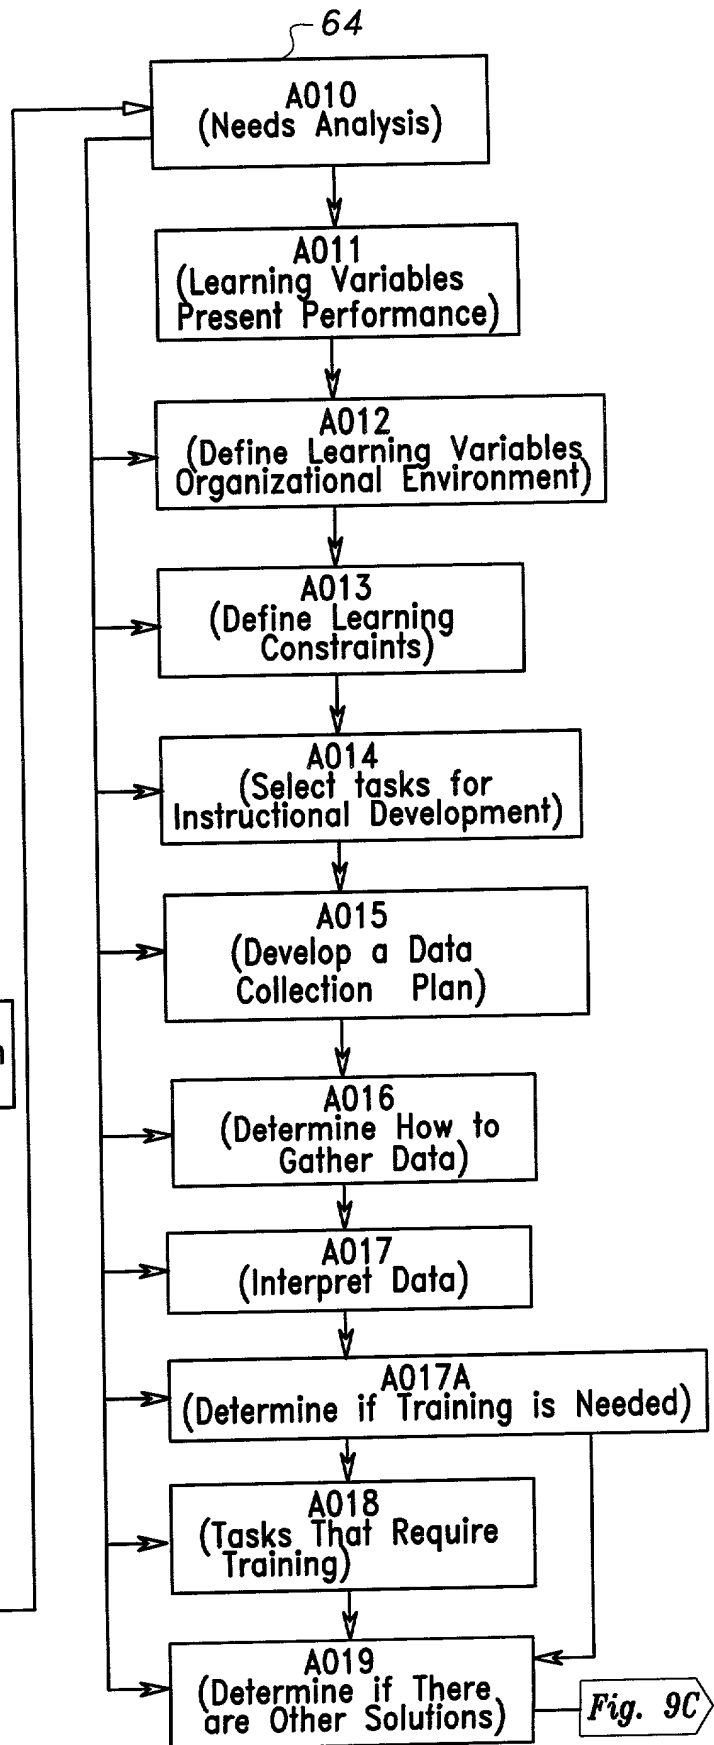 64
A010
(Needs Analysis)
A011
(Learning Variables
Present Performance)
A012
(Define Learning Variables
Organizational Environment)
A013
(Define Learning
Constraints)
A014
(Select tasks for
Instructional Development)
A015
(Develop a Data
Collection Plan)
n
A016
(Determine How to
Gather Data)
A017
(Interpret Data)
A017A
(Determine if Training is Needed)
A018
(Tasks That Require
Training)
A019
(Determine if There
are Other Solutions)
Fig. 9C